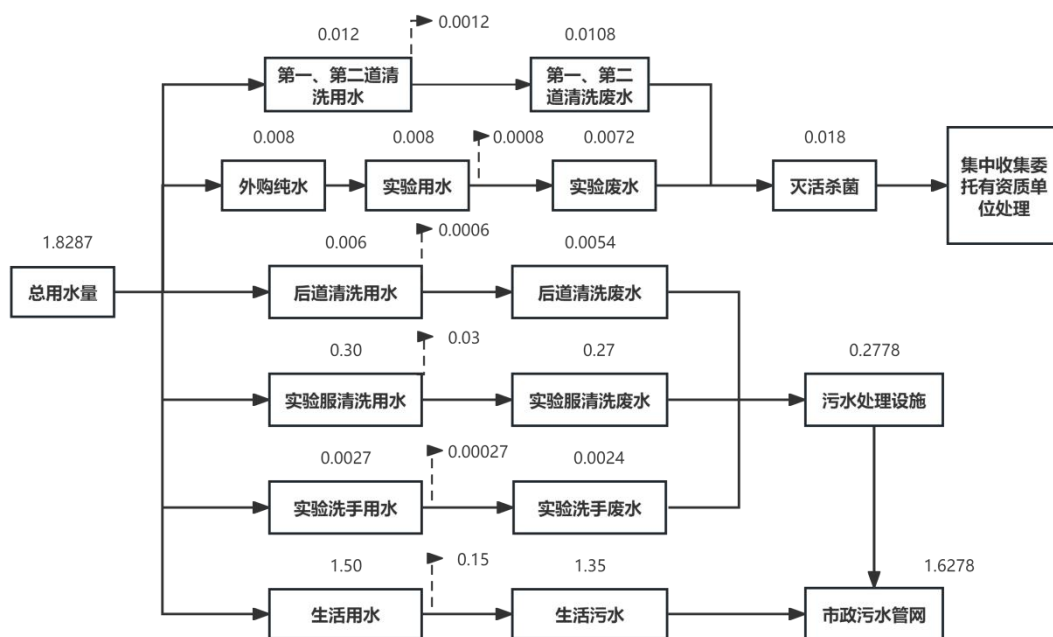 0.012
0.0012
0.0108
第一、第二道清
洗用水
第一、第二
道清洗废水
0.008
0.008
0.0008
0.0072
0.018
外购纯水
实验用水
实验废水
灭活杀菌
集中收集委
托有资质单
位处理
1.8287
总用水量
0.006
0.0006
0.0054
后道清洗用水
后道清洗废水
0.30
0.03
0.27
0.2778
实验服清洗用水
实验服清洗废水
污水处理设施
0.0027
0.00027
0.0024
实验洗手用水
实验洗手废水
1.50
0.15
1.35
1.6278
生活用水
生活污水
市政污水管网